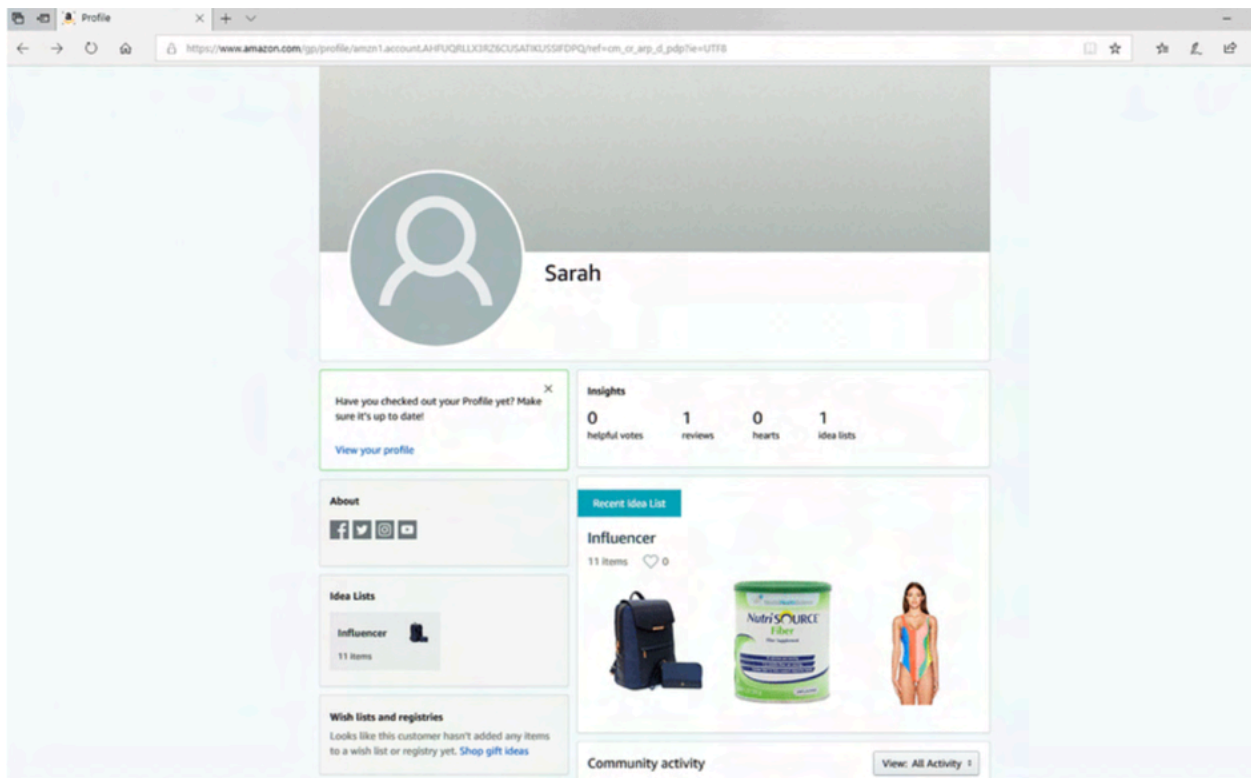 Profile
https://www.amazon.com/gp/profile/amzn1.account.AHFUQRLLX3RZ6CUSATIKUSSIFDPQ/ref=cm_cr_arp_d_pdp?ie=UTF8
Sarah
Have you checked out your Profile yet? Make
sure it's up to date!
View your profile
Insights
0 1 0 1
helpful votes reviews hearts idea lists
About
Recent Idea List
Influencer
11 items 0
NutriSOURCE
Fiber
Idea Lists
Influencer
11 items
Wish lists and registries
Looks like this customer hasn't added any items
to a wish list or registry yet. Shop gift ideas
Community activity
View: All Activity